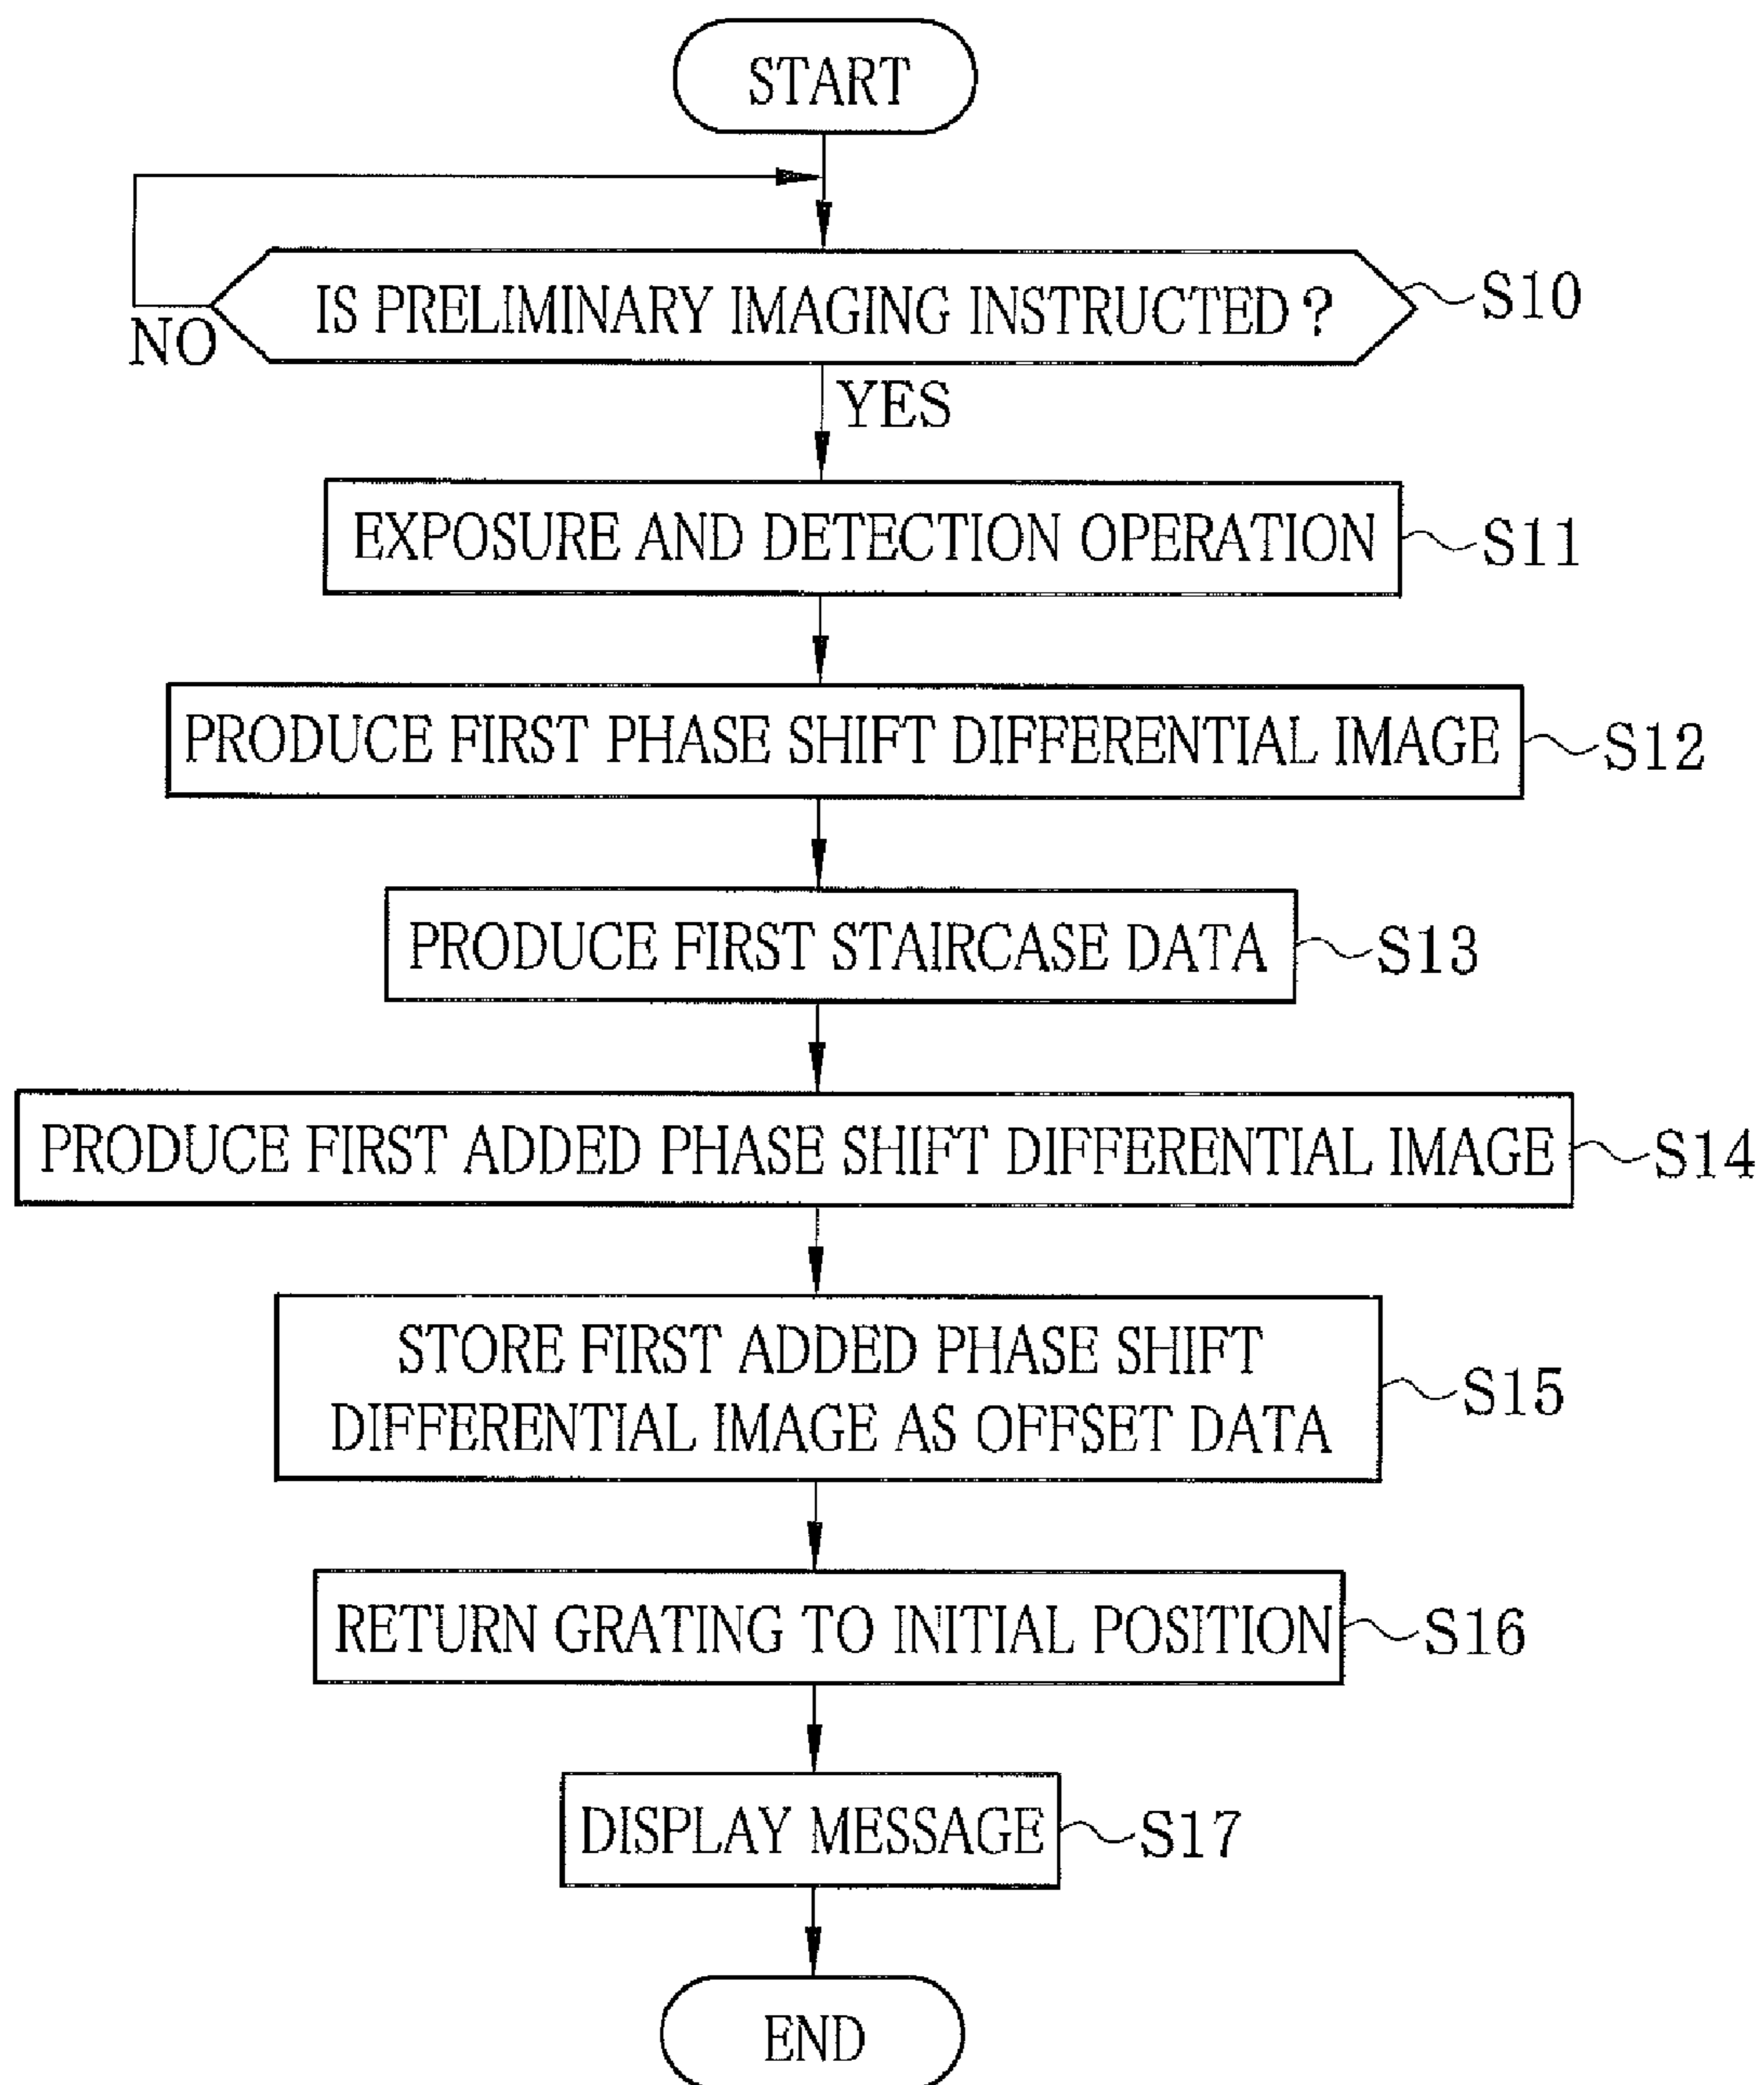 START
IS PRELIMINARY IMAGING INSTRUCTED?
S10
NO
YES
EXPOSURE AND DETECTION OPERATION
S11
PRODUCE FIRST PHASE SHIFT DIFFERENTIAL IMAGE
S12
PRODUCE FIRST STAIRCASE DATA
S13
PRODUCE FIRST ADDED PHASE SHIFT DIFFERENTIAL IMAGE
S14
STORE FIRST ADDED PHASE SHIFT
DIFFERENTIAL IMAGE AS OFFSET DATA
S15
RETURN GRATING TO INITIAL POSITION
S16
DISPLAY MESSAGE
S17
END